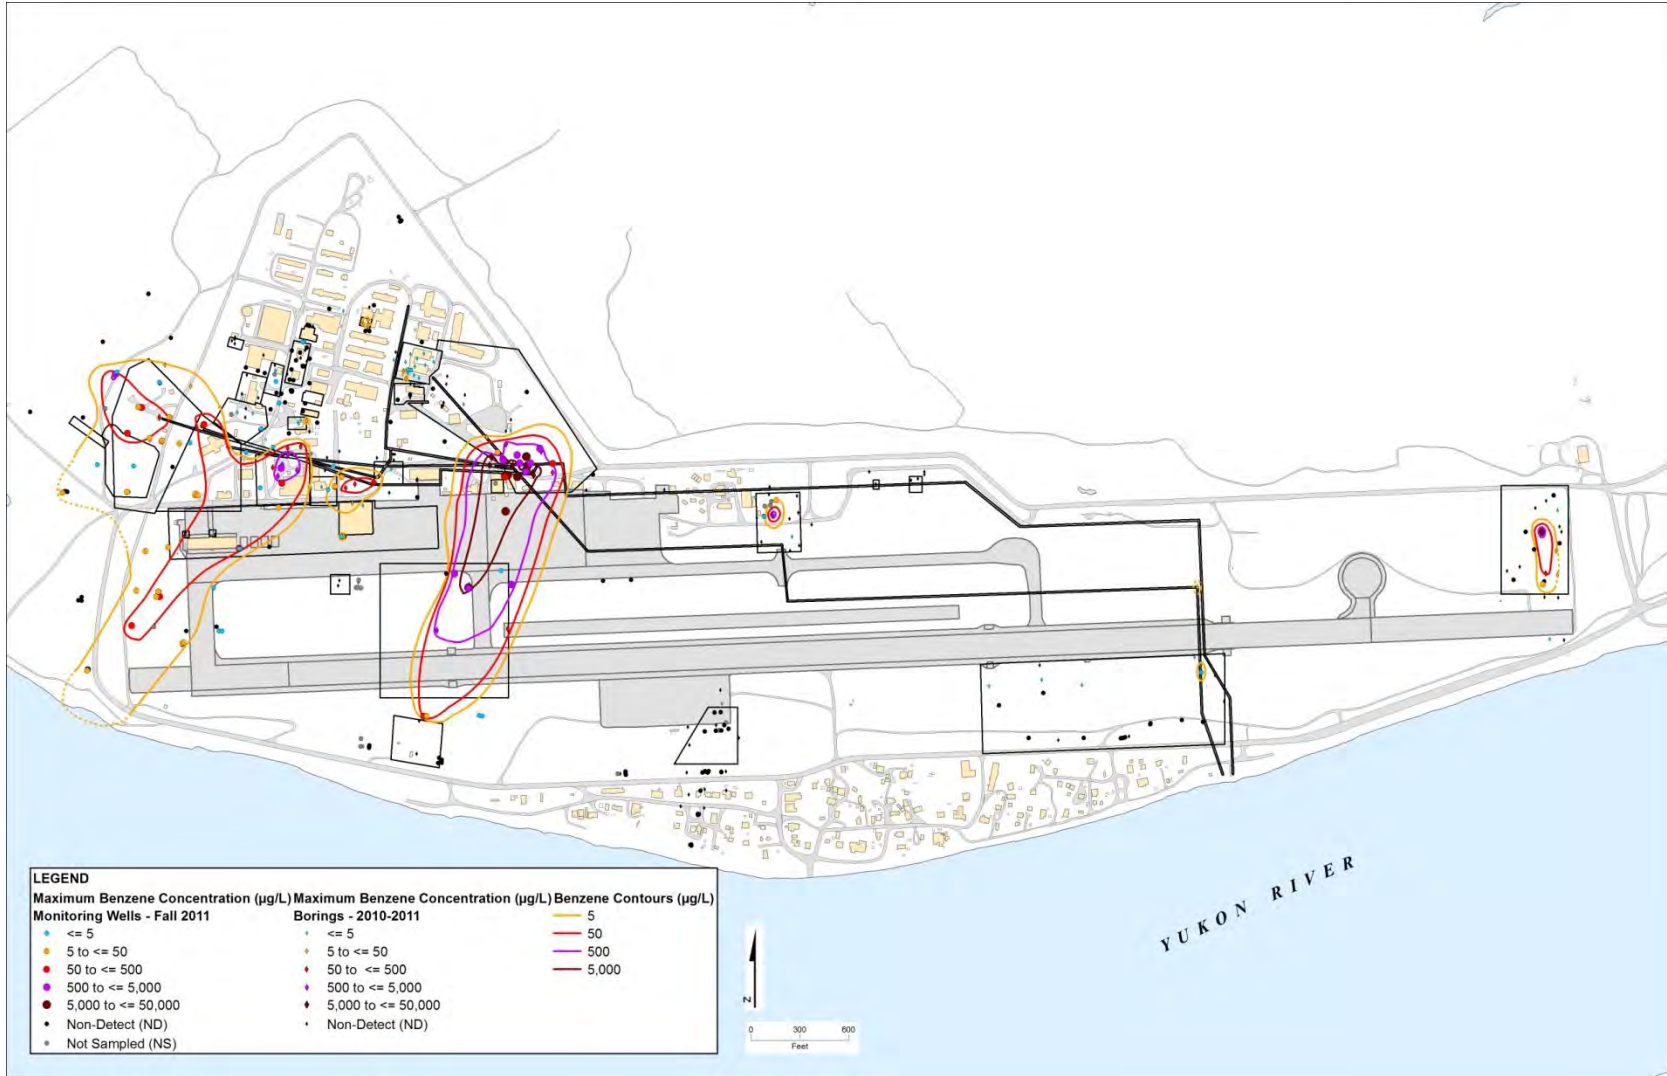 YUKON RIVER
LEGEND
Maximum Benzene Concentration (µg/L) Maximum Benzene Concentration (µg/L) Benzene Contours (µg/L)
Monitoring Wells - Fall 2011 Borings - 2010-2011 5
<= 5 <= 5 50
5 to <= 50 5 to <= 50 500
50 to <= 500 50 to <= 500 5,000
500 to <= 5,000 500 to <= 5,000
5,000 to <= 50,000 5,000 to <= 50,000
Non-Detect (ND) Non-Detect (ND)
Not Sampled (NS)
N
0 300 600
Feet